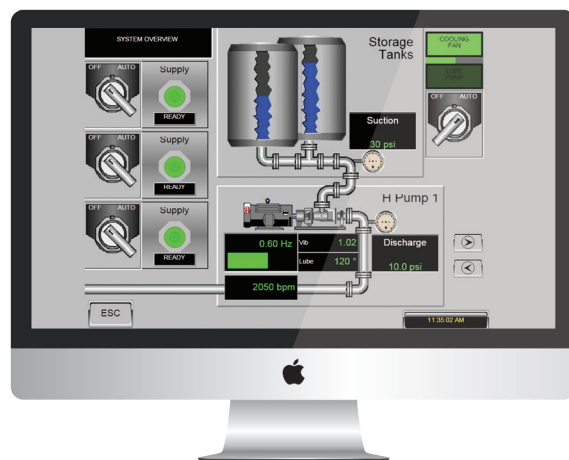 SYSTEM OVERVIEW
OFF AUTO
Supply
READY
OFF AUTO
Supply
READY
OFF AUTO
Supply
READY
Storage
Tanks
Suction
30 psi
COOLING
FAN
LUBE
PUMP
OFF AUTO
H Pump 1
0.60 Hz
Vib 1.02
Lube 120 °
Discharge
10.0 psi
2050 bpm
ESC
11:35:02 AM